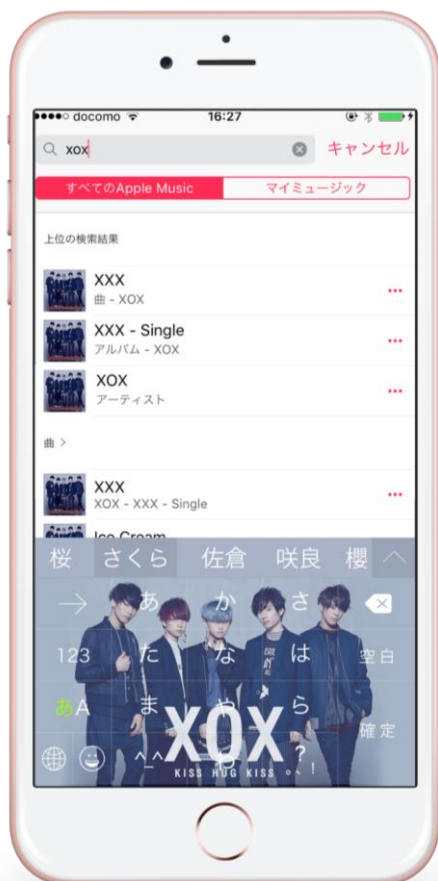 docomo 16:27
xox キャンセル
すべてのApple Music マイミュージック
上位の検索結果
XXX
曲 - XOX
XXX - Single
アルバム - XOX
XOX
アーティスト
曲 >
XXX
XOX - XXX - Single
Ice Cream
桜 さくら 佐倉 咲良 櫻
→ あ か さ
123 た な は 空白
あA ま や ら 確定
^_^ わ 、。?!
XOX
KISS HUG KISS